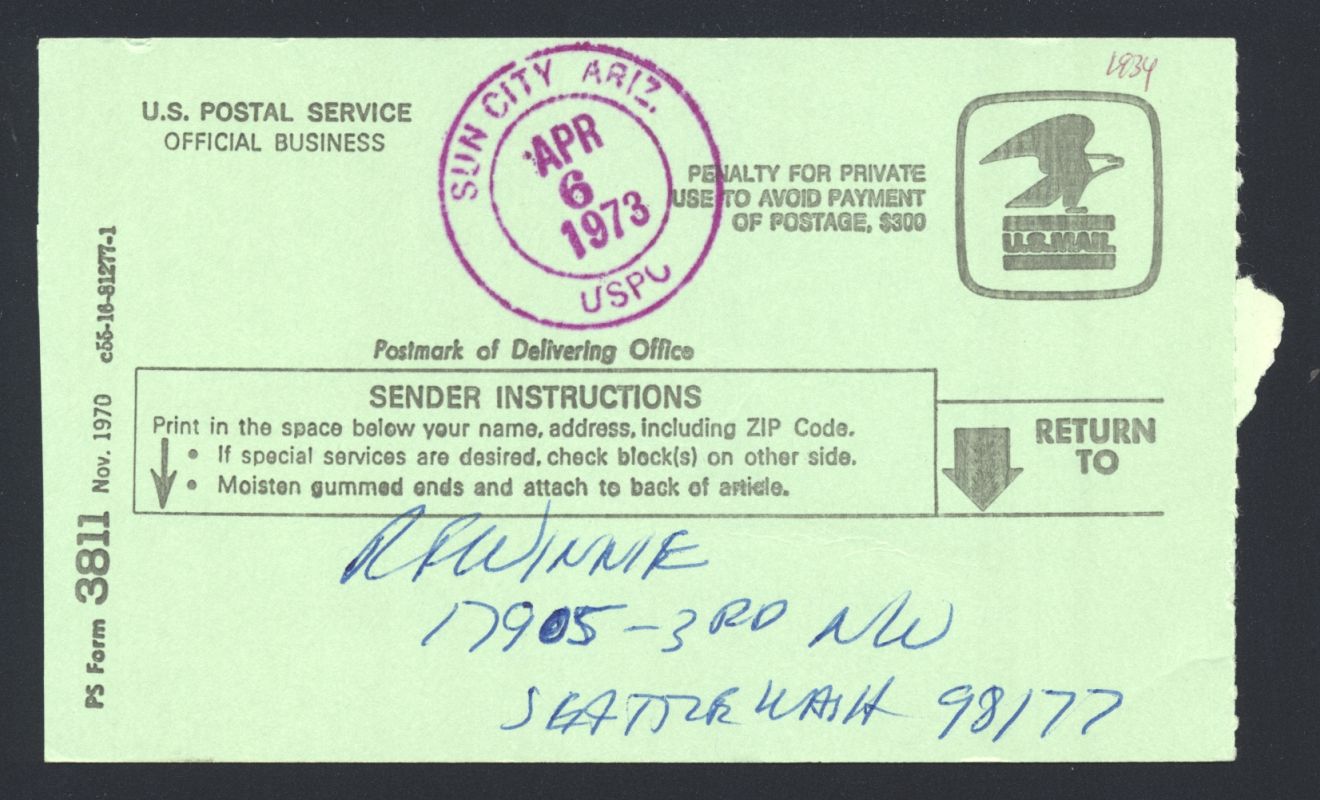 1934
U.S. POSTAL SERVICE
OFFICIAL BUSINESS
SUN CITY ARIZ.
APR
6
1973
USPO
PENALTY FOR PRIVATE
USE TO AVOID PAYMENT
OF POSTAGE, $300
U.S.MAIL
Postmark of Delivering Office
SENDER INSTRUCTIONS
Print in the space below your name, address, including ZIP Code.
• If special services are desired, check block(s) on other side.
• Moisten gummed ends and attach to back of article.
RETURN
TO
PS Form 3811 Nov. 1970 c55-16-81277-1
R P WINNIE
17905-3RD NW
SEATTLE WASH 98177